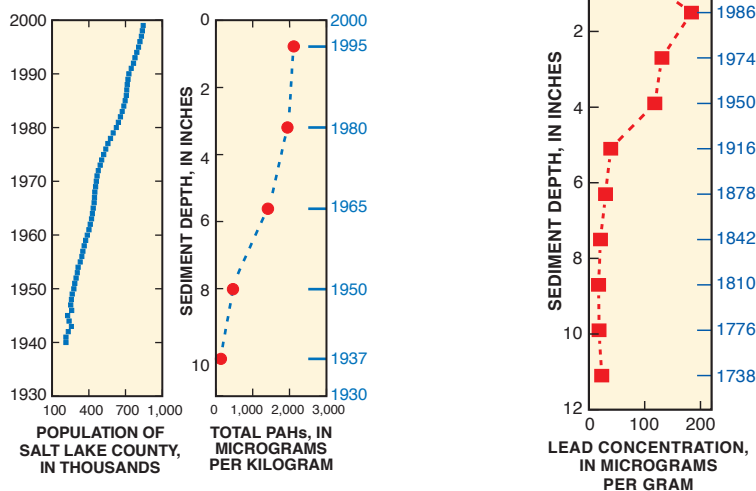 2000
1990
1980
1970
1960
1950
1940
1930
100 400 700 1,000
POPULATION OF
SALT LAKE COUNTY,
IN THOUSANDS
SEDIMENT DEPTH, IN INCHES
0
2
4
6
8
10
2000
1995
1980
1965
1950
1937
1930
0 1,000 2,000 3,000
TOTAL PAHs, IN
MICROGRAMS
PER KILOGRAM
SEDIMENT DEPTH, IN INCHES
2
4
6
8
10
12
1986
1974
1950
1916
1878
1842
1810
1776
1738
0 100 200
LEAD CONCENTRATION,
IN MICROGRAMS
PER GRAM